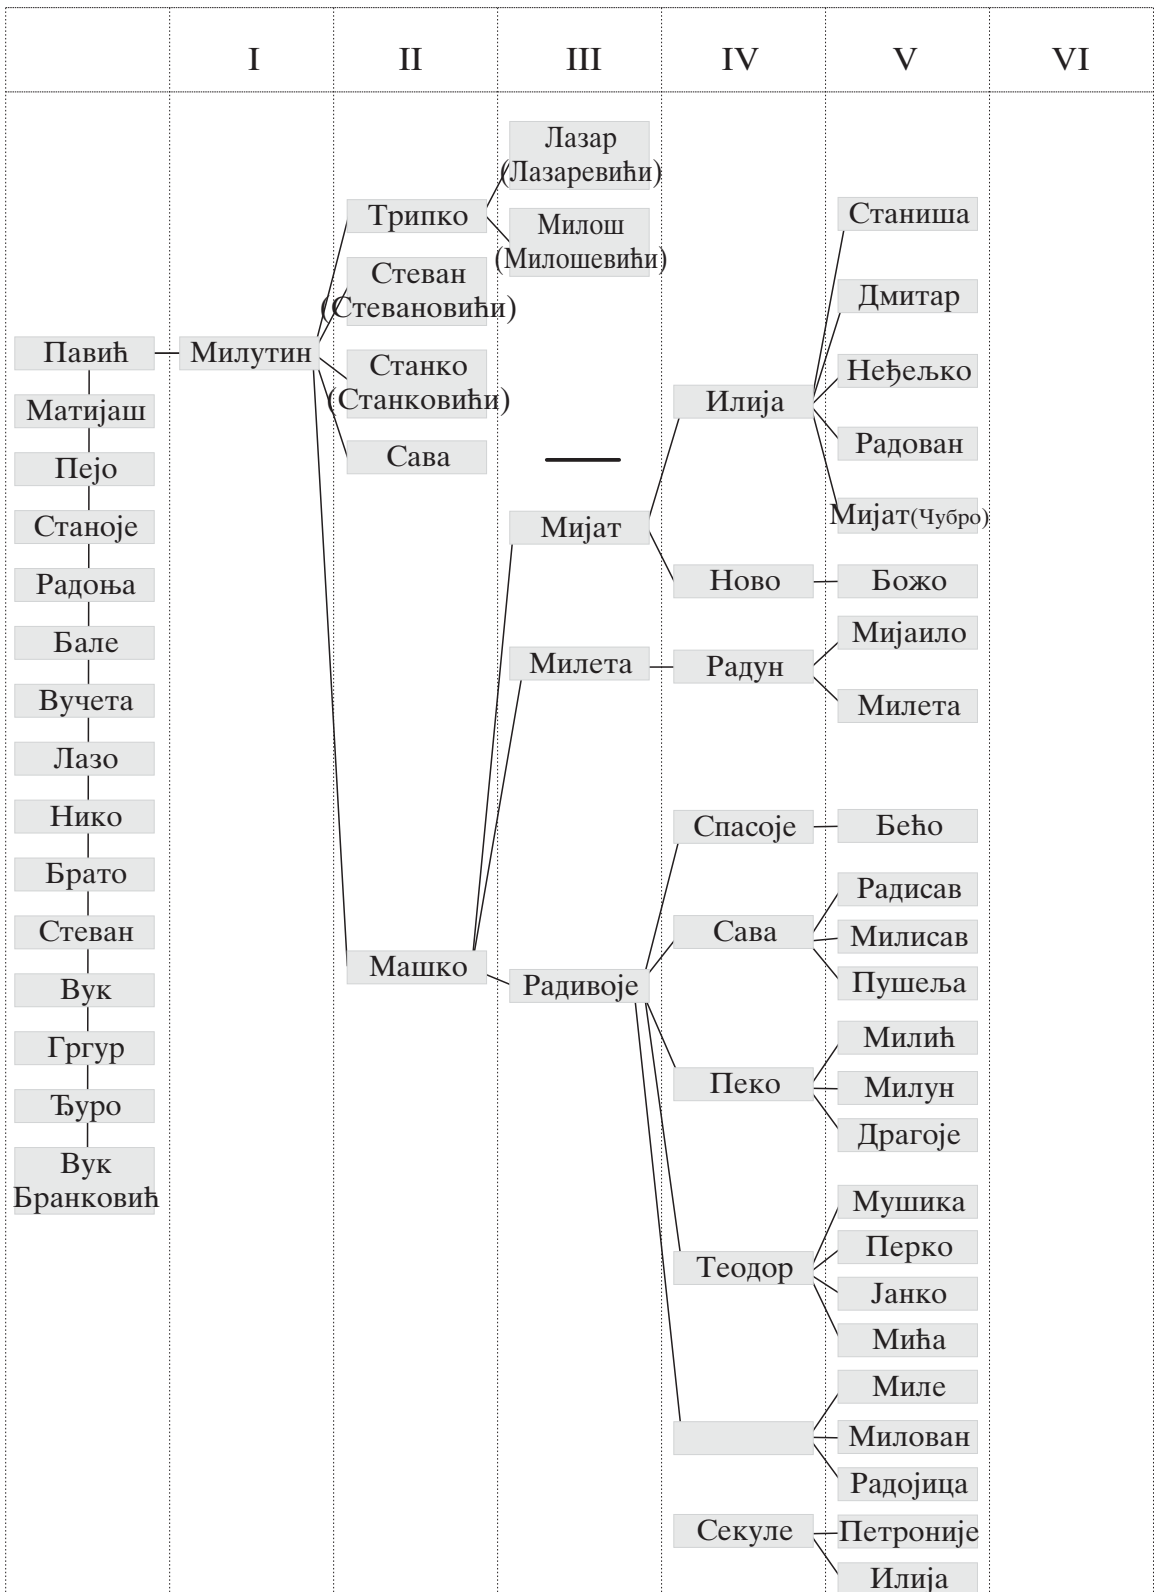 I II III IV V VI
Павић
Матијаш
Пејо
Станоје
Радоња
Бале
Вучета
Лазо
Нико
Брато
Стеван
Вук
Гргур
Ђуро
Вук
Бранковић
Милутин
Трипко
Стеван
(Стевановићи)
Станко
(Станковићи)
Сава
Машко
Лазар
(Лазаревићи)
Милош
(Милошевићи)
Мијат
Милета
Радивоје
Илија
Ново
Радун
Спасоје
Сава
Пеко
Теодор
Секуле
Станиша
Дмитар
Неђељко
Радован
Мијат(Чубро)
Божо
Мијаило
Милета
Бећо
Радисав
Милисав
Пушеља
Милић
Милун
Драгоје
Мушика
Перко
Јанко
Мића
Миле
Милован
Радојица
Петроније
Илија